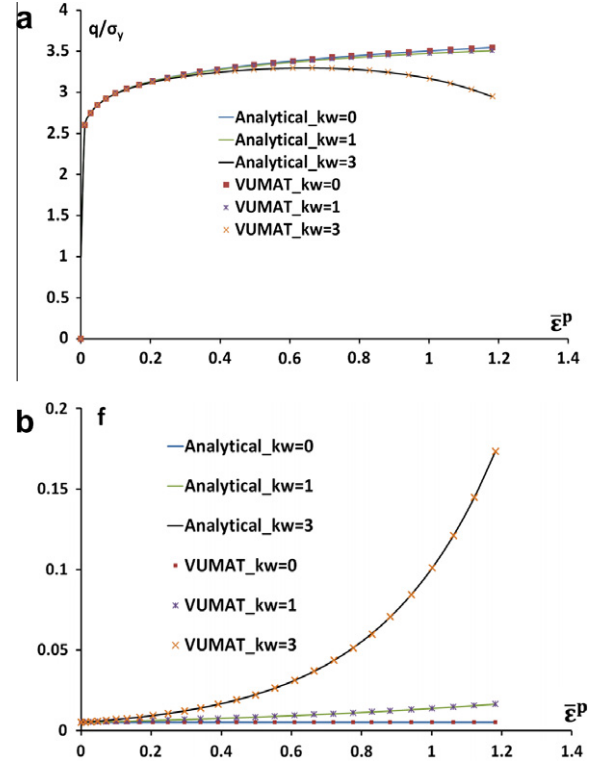 a
q/σy
4
3.5
3
2.5
2
1.5
1
0.5
0
Analytical_kw=0
Analytical_kw=1
Analytical_kw=3
VUMAT_kw=0
VUMAT_kw=1
VUMAT_kw=3
ε̅ᵖ
0 0.2 0.4 0.6 0.8 1 1.2 1.4
b
f
0.2
0.15
0.1
0.05
0
Analytical_kw=0
Analytical_kw=1
Analytical_kw=3
VUMAT_kw=0
VUMAT_kw=1
VUMAT_kw=3
ε̅ᵖ
0 0.2 0.4 0.6 0.8 1 1.2 1.4